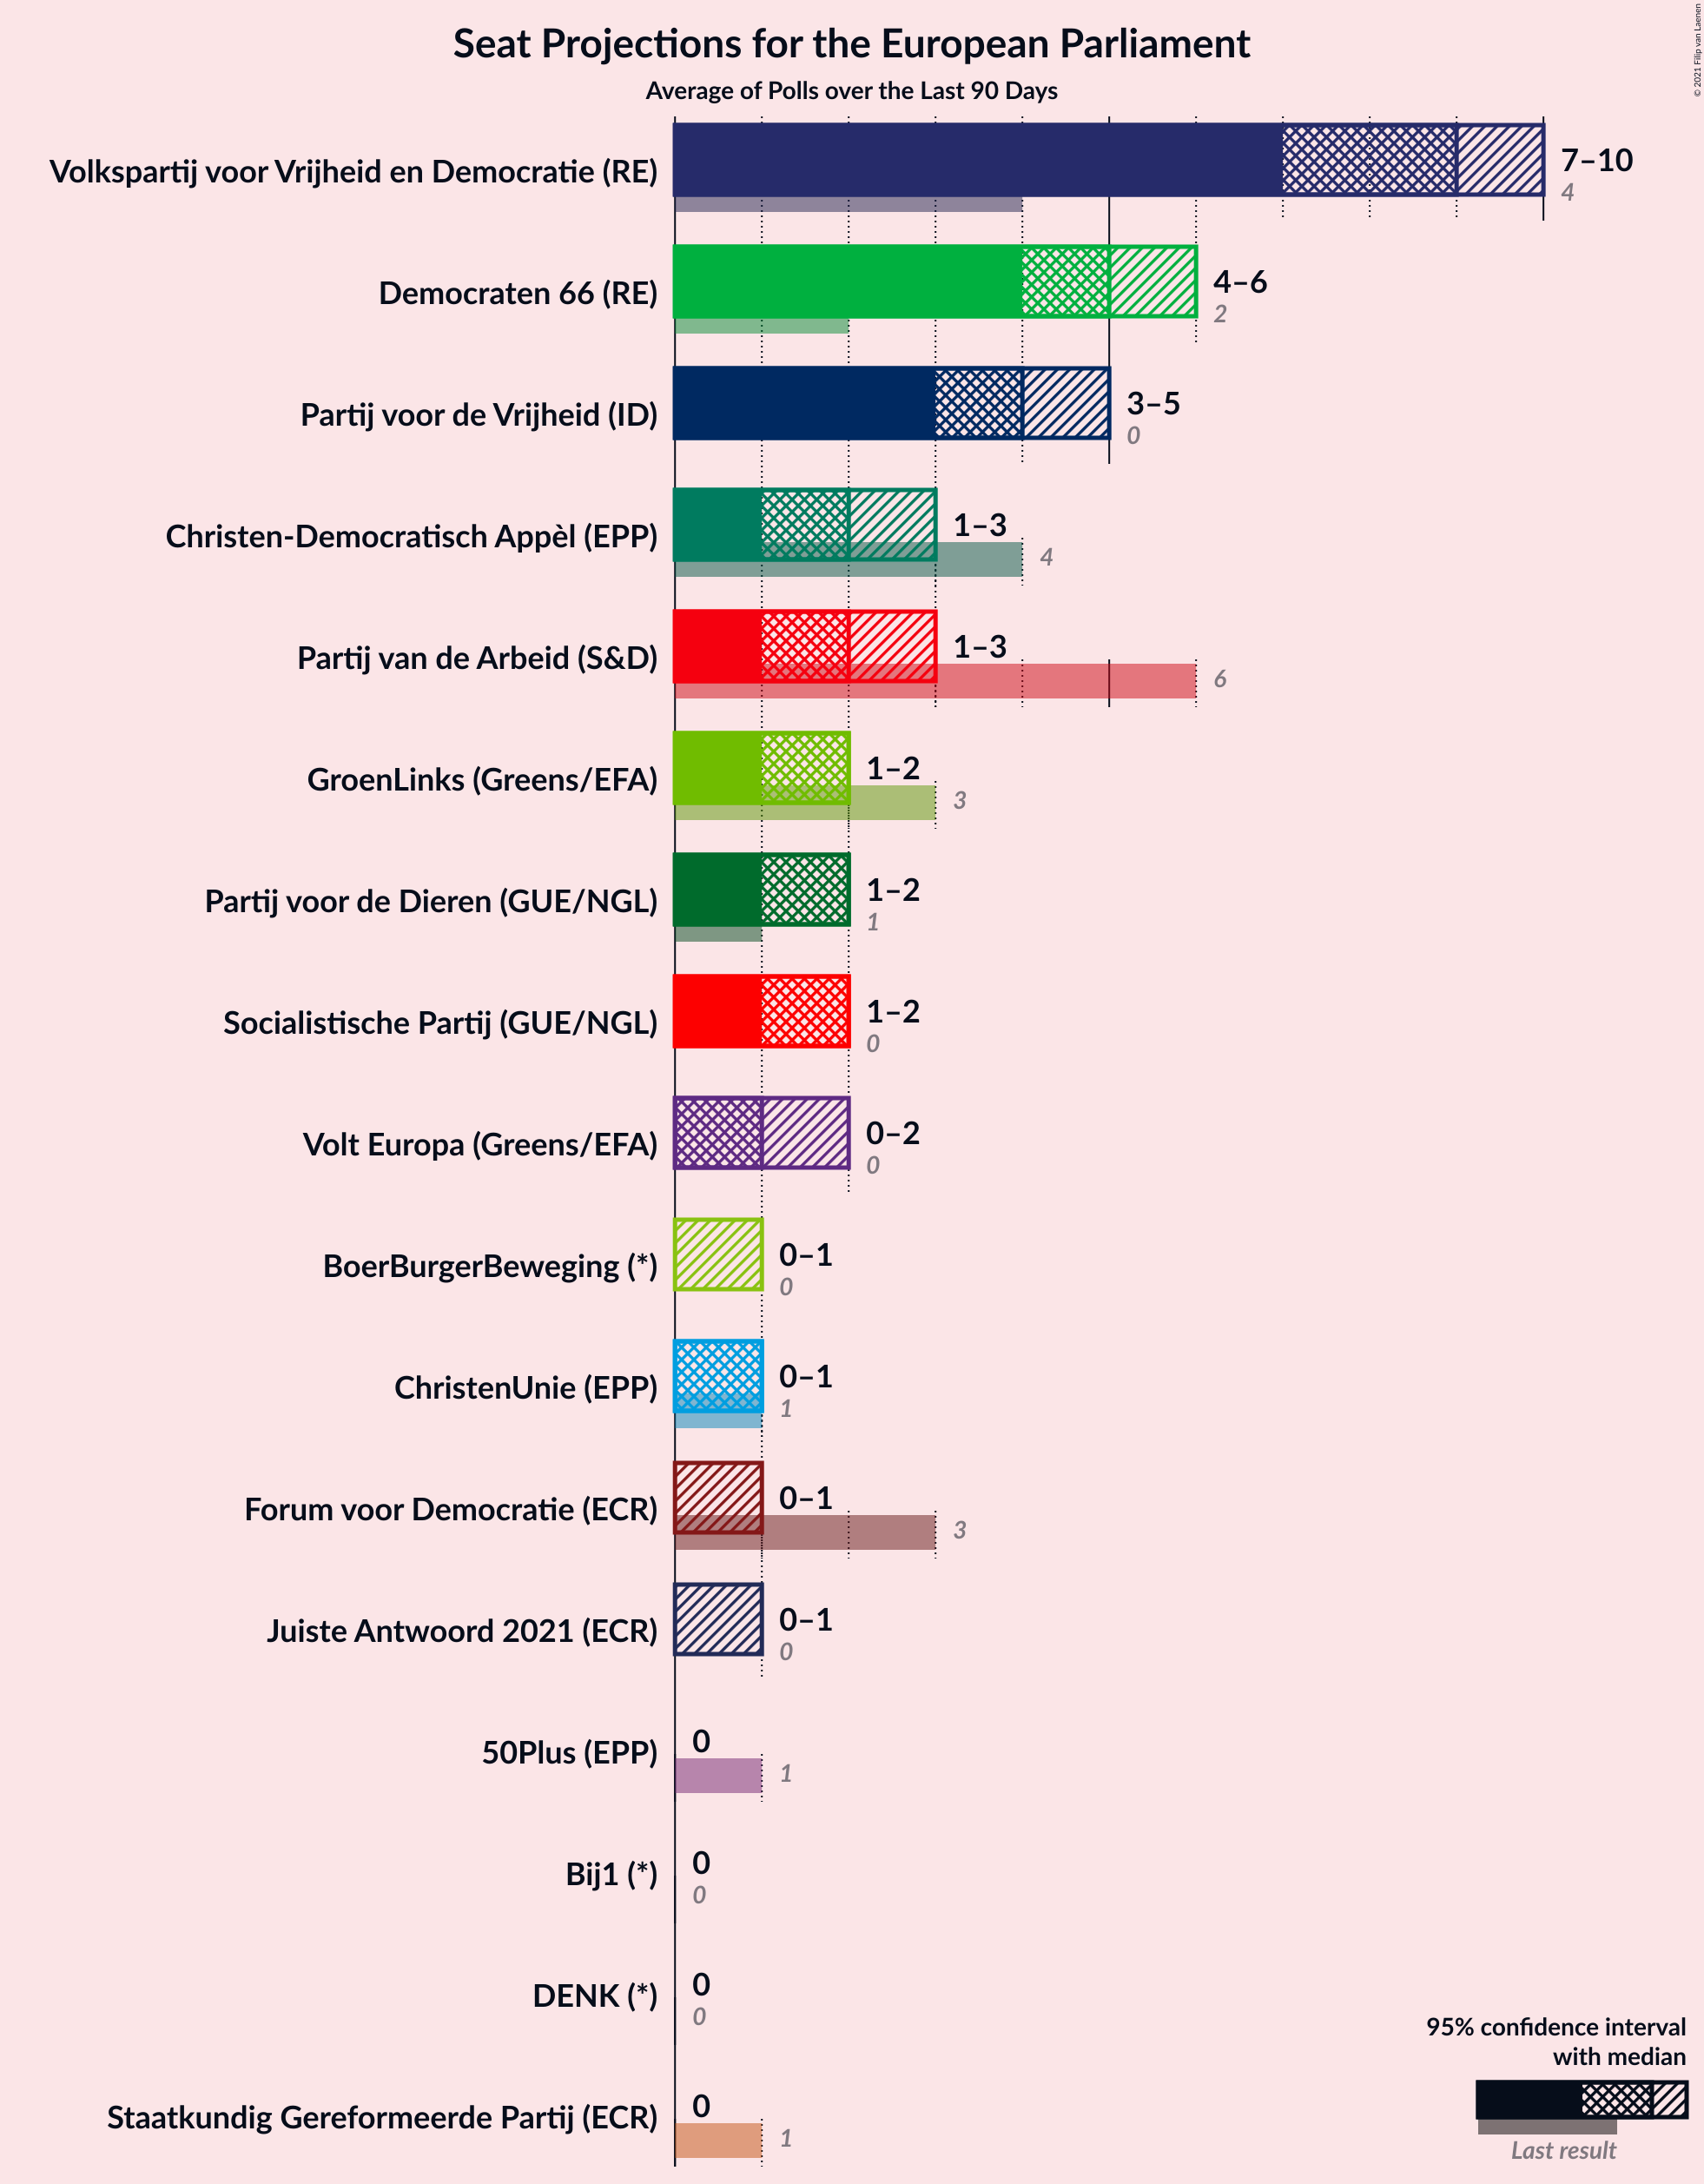 Seat Projections for the European Parliament
Average of Polls over the Last 90 Days
© 2021 Filip van Laenen
Volkspartij voor Vrijheid en Democratie (RE)
7–10
4
Democraten 66 (RE)
4–6
2
Partij voor de Vrijheid (ID)
3–5
0
Christen-Democratisch Appèl (EPP)
1–3
4
Partij van de Arbeid (S&D)
1–3
6
GroenLinks (Greens/EFA)
1–2
3
Partij voor de Dieren (GUE/NGL)
1–2
1
Socialistische Partij (GUE/NGL)
1–2
0
Volt Europa (Greens/EFA)
0–2
0
BoerBurgerBeweging (*)
0–1
0
ChristenUnie (EPP)
0–1
1
Forum voor Democratie (ECR)
0–1
3
Juiste Antwoord 2021 (ECR)
0–1
0
50Plus (EPP)
0
1
Bij1 (*)
0
0
DENK (*)
0
0
Staatkundig Gereformeerde Partij (ECR)
0
1
95% confidence interval
with median
Last result